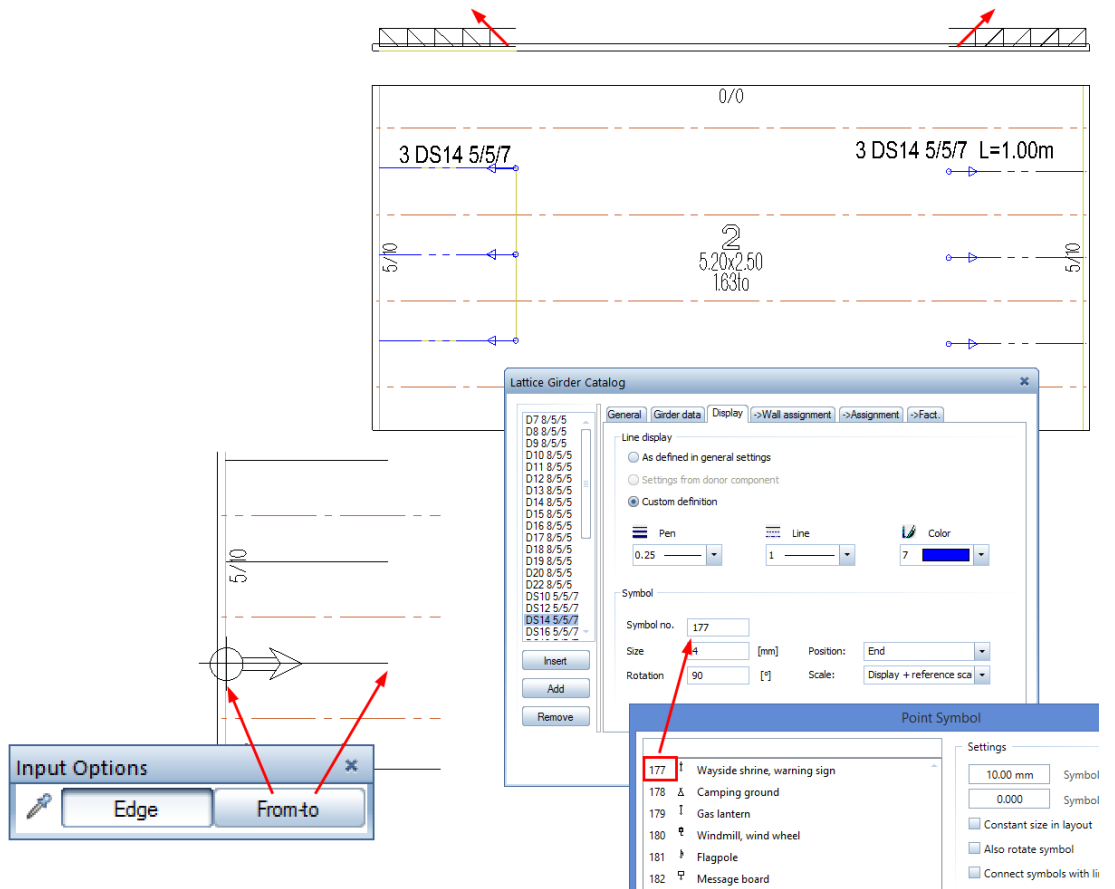 0/0
3 DS14 5/5/7
3 DS14 5/5/7 L=1.00m
5/10
2
5.20x2.50
1.63to
5/10
Lattice Girder Catalog
D7 8/5/5
D8 8/5/5
D9 8/5/5
D10 8/5/5
D11 8/5/5
D12 8/5/5
D13 8/5/5
D14 8/5/5
D15 8/5/5
D16 8/5/5
D17 8/5/5
D18 8/5/5
D19 8/5/5
D20 8/5/5
D22 8/5/5
DS10 5/5/7
DS12 5/5/7
DS14 5/5/7
DS16 5/5/7
Insert
Add
Remove
General Girder data Display ->Wall assignment ->Assignment ->Fact.
Line display
As defined in general settings
Settings from donor component
Custom definition
Pen Line Color
0.25 1 7
Symbol
Symbol no. 177
Size 4 [mm] Position: End
Rotation 90 [°] Scale: Display + reference sca
5/10
Input Options
Edge From-to
Point Symbol
177 Wayside shrine, warning sign
178 Camping ground
179 Gas lantern
180 Windmill, wind wheel
181 Flagpole
182 Message board
Settings
10.00 mm Symbol
0.000 Symbol
Constant size in layout
Also rotate symbol
Connect symbols with